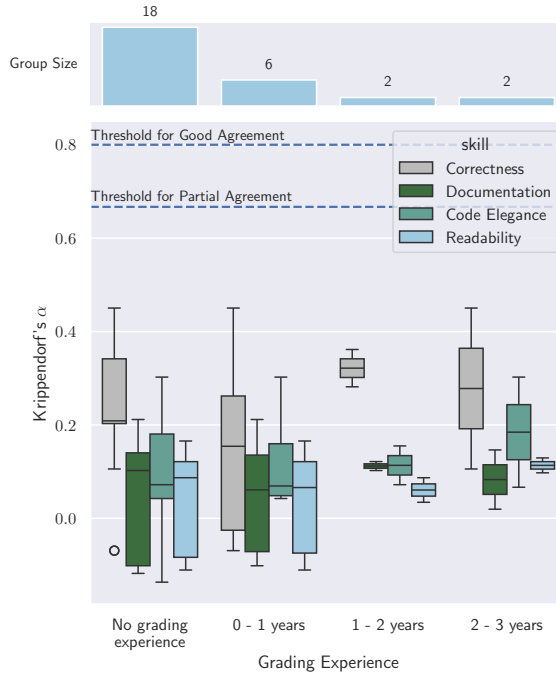 18
6
2
2
Group Size
Threshold for Good Agreement
Threshold for Partial Agreement
skill
Correctness
Documentation
Code Elegance
Readability
0.8
0.6
0.4
0.2
0.0
Krippendorf's α
No grading
experience
0 - 1 years
1 - 2 years
2 - 3 years
Grading Experience